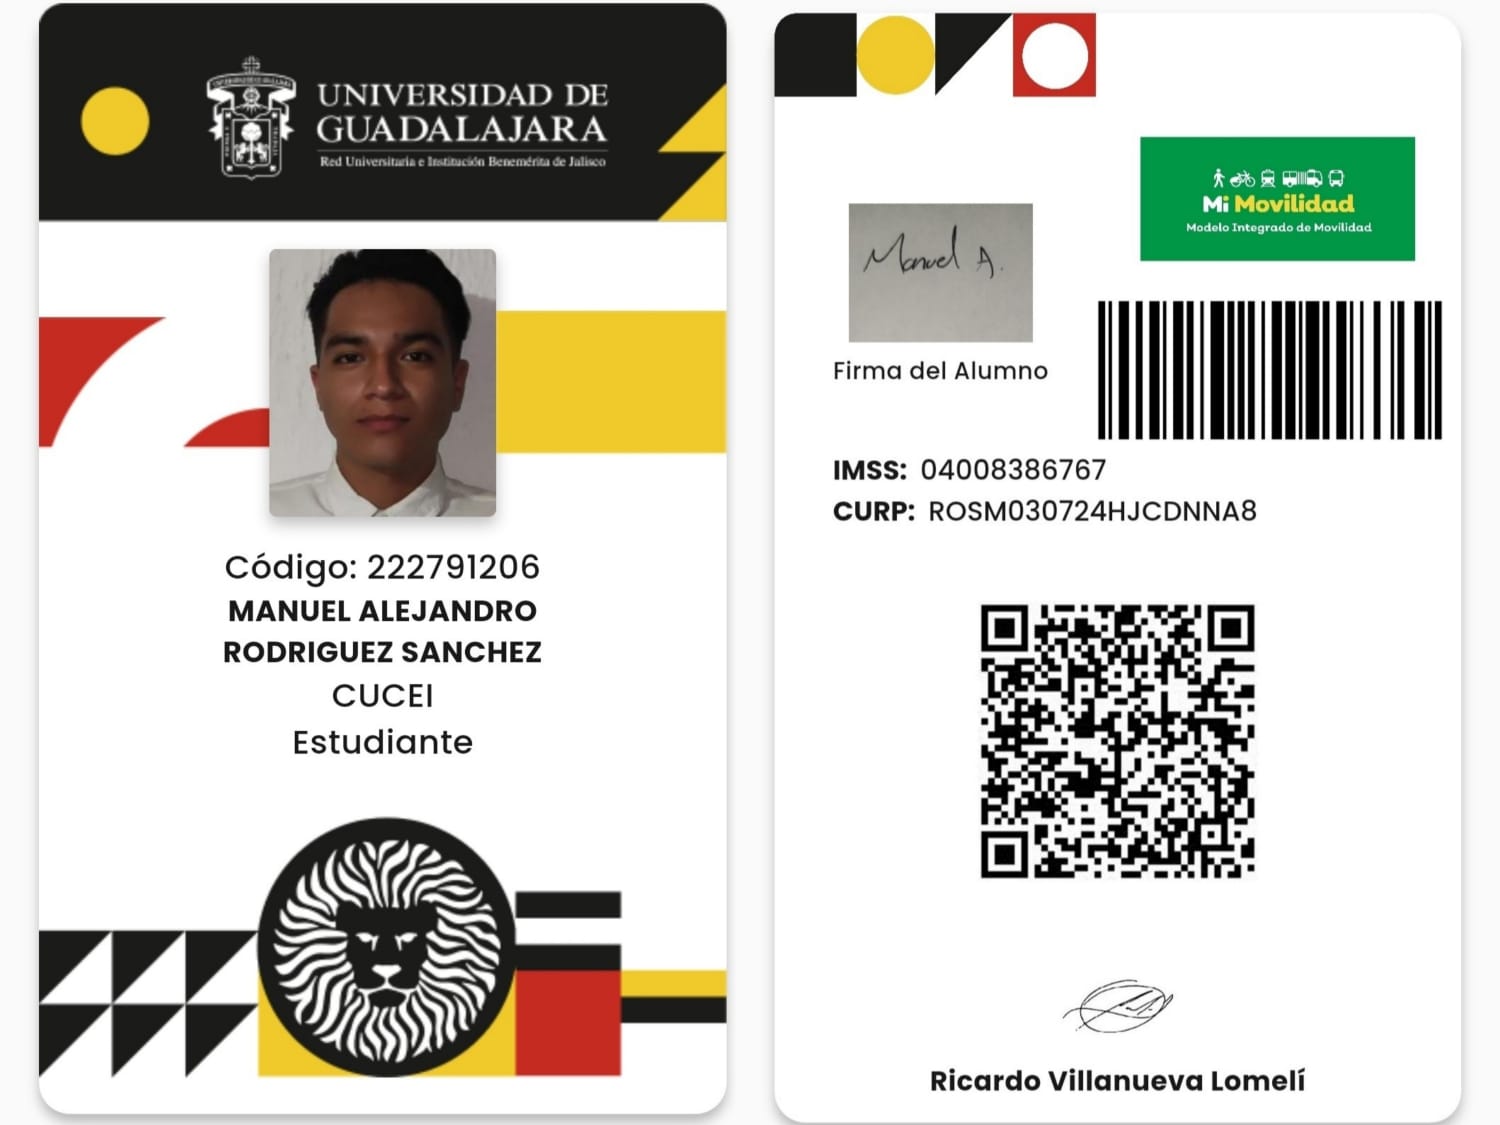 UNIVERSIDAD DE
GUADALAJARA
Red Universitaria e Institución Benemérita de Jalisco
Código: 222791206
MANUEL ALEJANDRO
RODRIGUEZ SANCHEZ
CUCEI
Estudiante
Mi Movilidad
Modelo Integrado de Movilidad
Manuel A.
Firma del Alumno
IMSS: 04008386767
CURP: ROSM030724HJCDNNA8
Ricardo Villanueva Lomelí